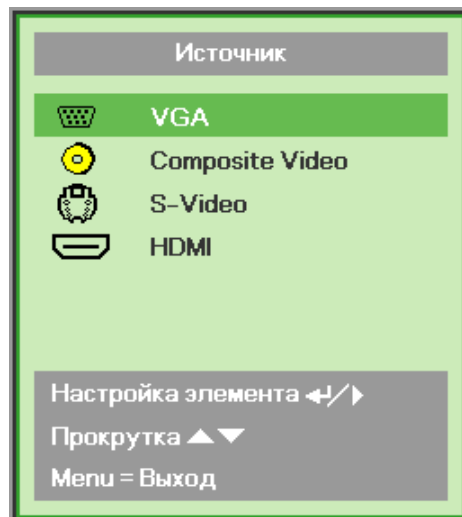 Источник
VGA
Composite Video
S-Video
HDMI
Настройка элемента ↵/▶
Прокрутка ▲▼
Menu = Выход